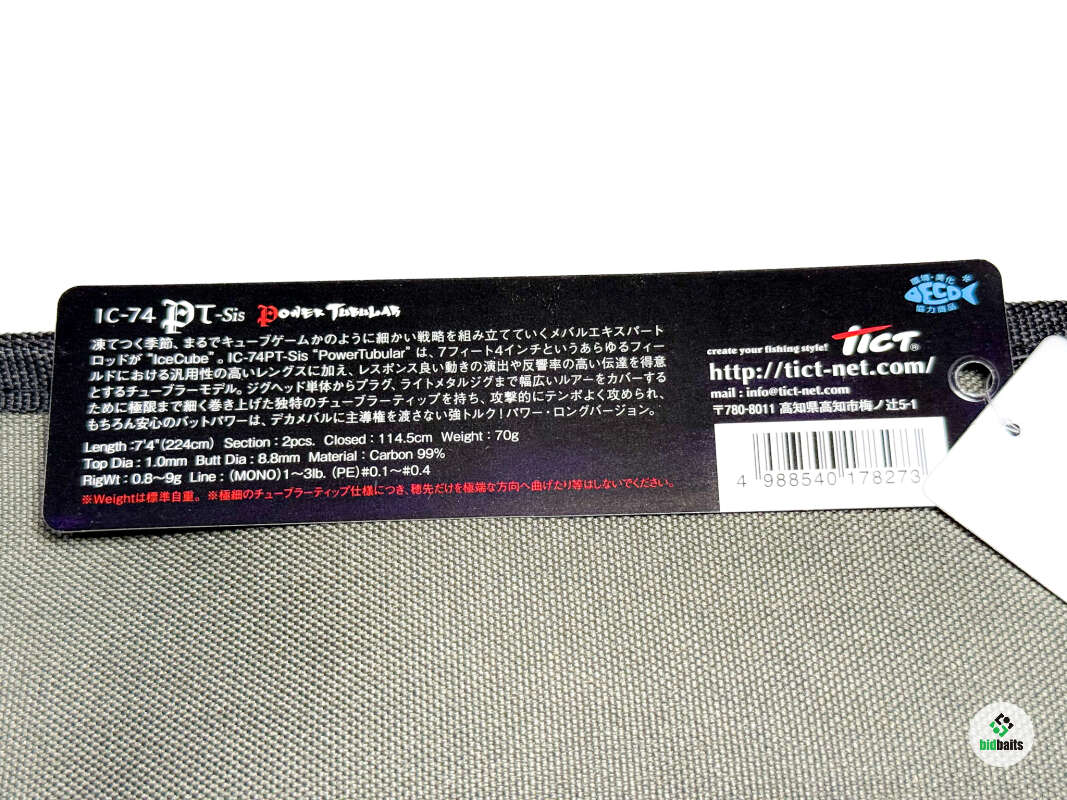 IC-74 PT-Sis POWER TUBULAR
凍てつく季節、まるでキューブゲームかのように細かい戦略を組み立てていくメバルエキスパート
ロッドが"IceCube"。IC-74PT-Sis "PowerTubular" は、7フィート4インチというあらゆるフィー
ルドにおける汎用性の高いレングスに加え、レスポンス良い動きの演出や反響率の高い伝達を得意
とするチューブラーモデル。ジグヘッド単体からプラグ、ライトメタルジグまで幅広いルアーをカバーする
ために極限まで細く巻き上げた独特のチューブラーティップを持ち、攻撃的にテンポよく攻められ、
もちろん安心のバットパワーは、デカメバルに主導権を渡さない強トルク!パワー・ロングバージョン。
Length :7'4"(224cm) Section : 2pcs. Closed : 114.5cm Weight : 70g
Top Dia : 1.0mm Butt Dia : 8.8mm Material : Carbon 99%
RigWt : 0.8〜9g Line : (MONO)1〜3lb. (PE)#0.1〜#0.4
※Weightは標準自重。※極細のチューブラーティップ仕様につき、穂先だけを極端な方向へ曲げたり等はしないでください。
環境・美化
DECO
協力商品
create your fishing style! TICT®
http://tict-net.com/
mail : info@tict-net.com
〒780-8011 高知県高知市梅ノ辻5-1
4 988540 178273
bidbaits